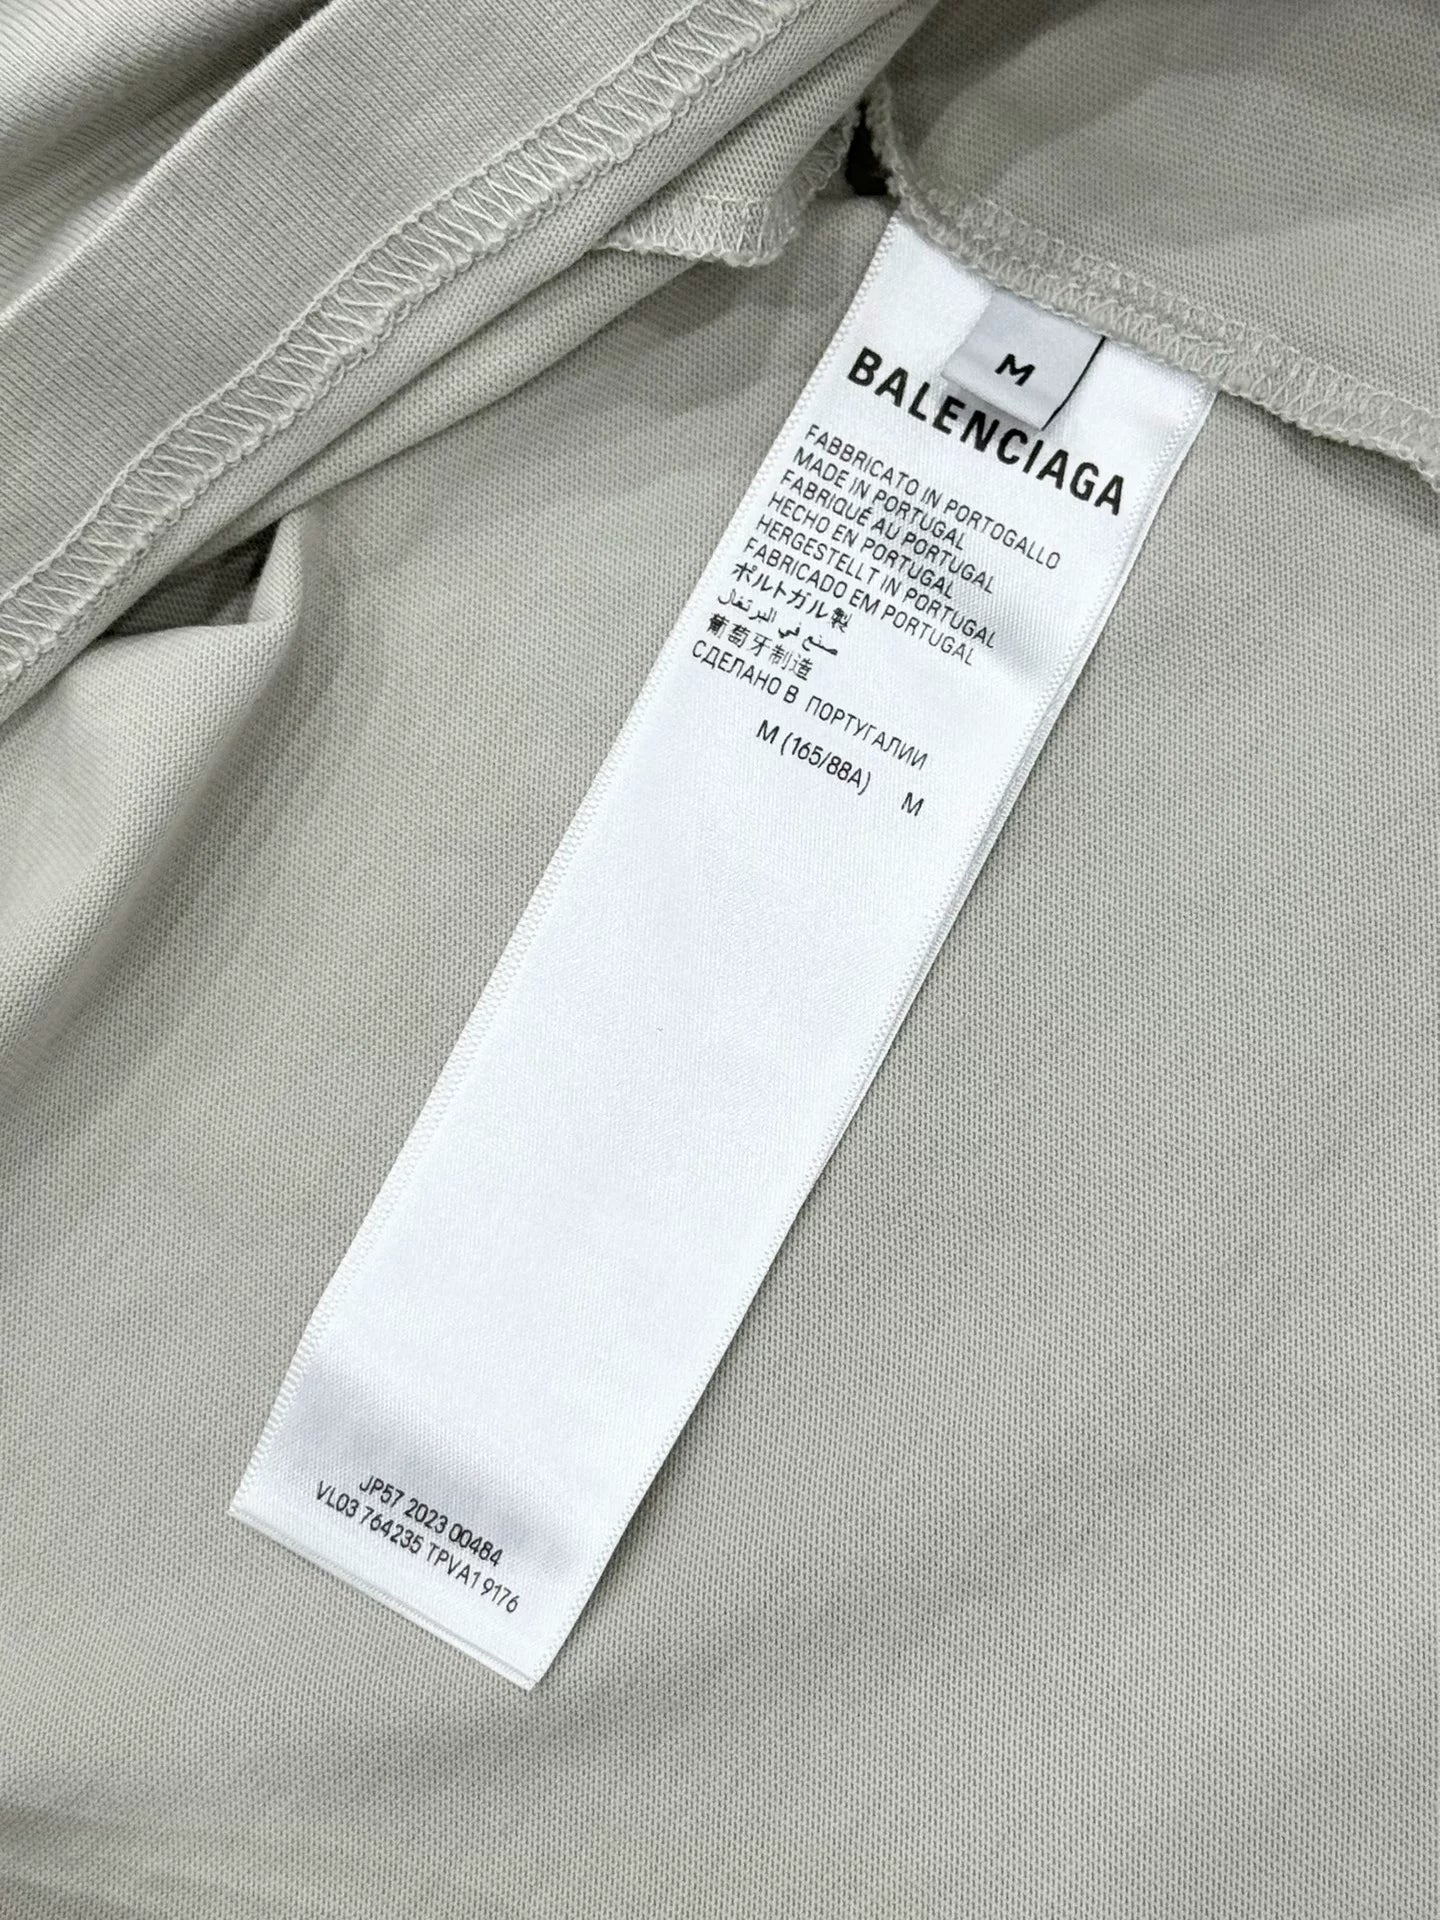 M
BALENCIAGA
FABBRICATO IN PORTOGALLO
MADE IN PORTUGAL
FABRIQUÉ AU PORTUGAL
HECHO EN PORTUGAL
HERGESTELLT IN PORTUGAL
FABRICADO EM PORTUGAL
ポルトガル製
صنع في البرتغال
葡萄牙制造
СДЕЛАНО В ПОРТУГАЛИИ
M (165/88A) M
JP57 2023 00484
VL03 764235 TPVA1 9176